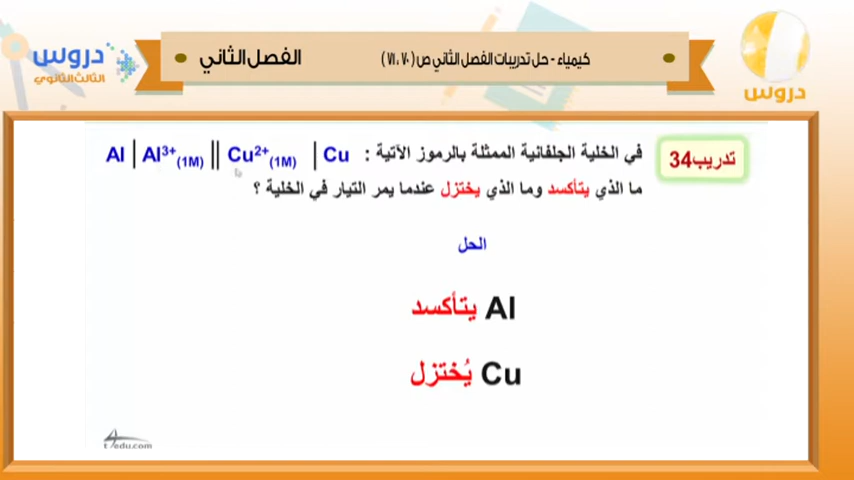 دروس
الثالث الثانوي
الفصل الثاني
كيمياء - حل تدريبات الفصل الثاني ص (٧٠ ، ٧١)
دروس
تدريب34
في الخلية الجلفانية الممثلة بالرموز الآتية : Al | Al³⁺(1M) || Cu²⁺(1M) | Cu
ما الذي يتأكسد وما الذي يختزل عندما يمر التيار في الخلية ؟
الحل
Al يتأكسد
Cu يُختزل
t4edu.com